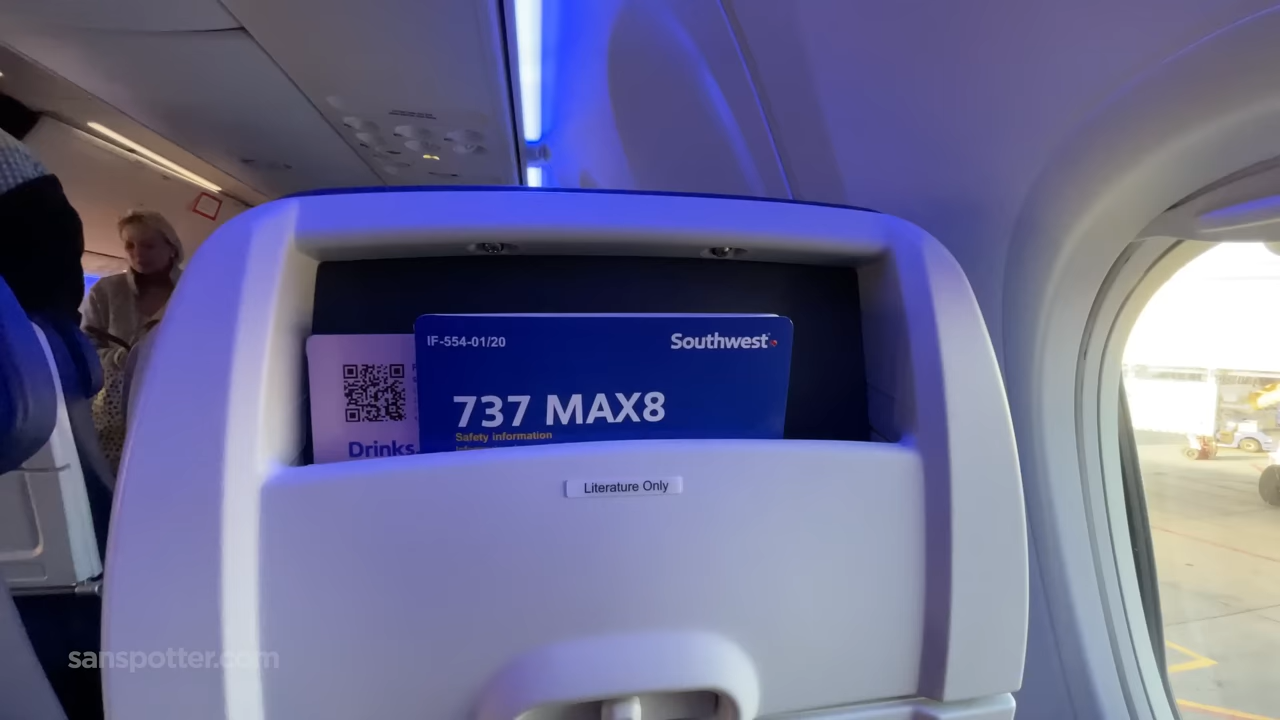 IF-554-01/20
Southwest
737 MAX8
Safety information
Drinks.
Literature Only
sanspotter.com